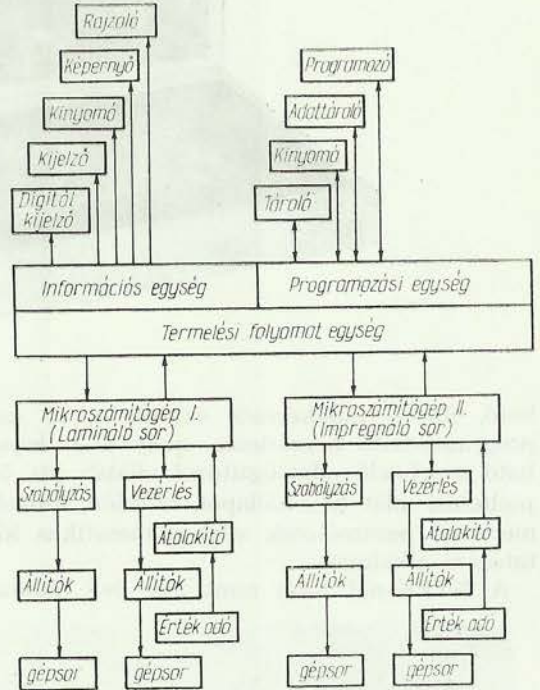 Rajzoló
Képernyő
Kinyomó
Kijelző
Digitál
kijelző
Programozó
Adattároló
Kinyomó
Tároló
Információs egység
Programozási egység
Termelési folyamat egység
Mikroszámítógép I.
(Lamináló sor)
Mikroszámítógép II.
(Impregnáló sor)
Szabályzás
Vezérlés
Szabályzás
Vezérlés
Átalakító
Átalakító
Állítók
Állítók
Állítók
Állítók
Érték adó
Érték adó
gépsor
gépsor
gépsor
gépsor